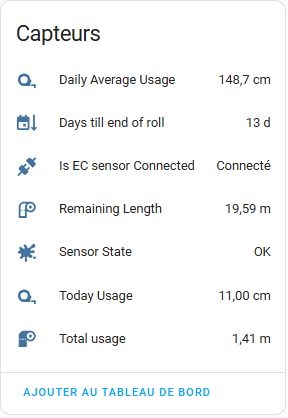 Capteurs
Daily Average Usage 148,7 cm
Days till end of roll 13 d
Is EC sensor Connected Connecté
Remaining Length 19,59 m
Sensor State OK
Today Usage 11,00 cm
Total usage 1,41 m
AJOUTER AU TABLEAU DE BORD